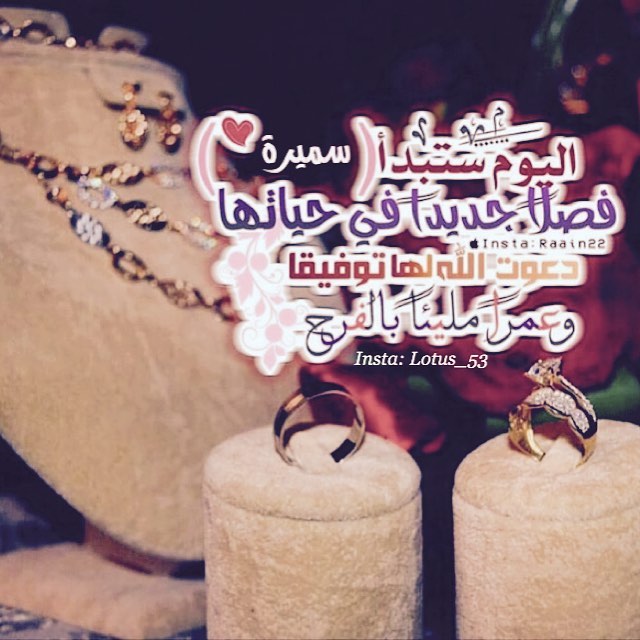 اليوم ستبدأ (سميرة)
فصلاً جديداً في حياتها
Insta:Raain22
دعوت الله لها توفيقا
وعمراً مليئاً بالفرح
Insta: Lotus_53